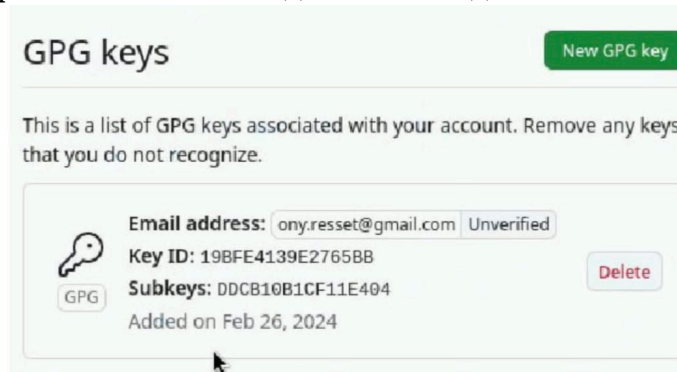 GPG keys
New GPG key
This is a list of GPG keys associated with your account. Remove any keys
that you do not recognize.
Email address: ony.resset@gmail.com Unverified
Key ID: 19BFE4139E2765BB
Subkeys: DDCB10B1CF11E404
Added on Feb 26, 2024
GPG
Delete